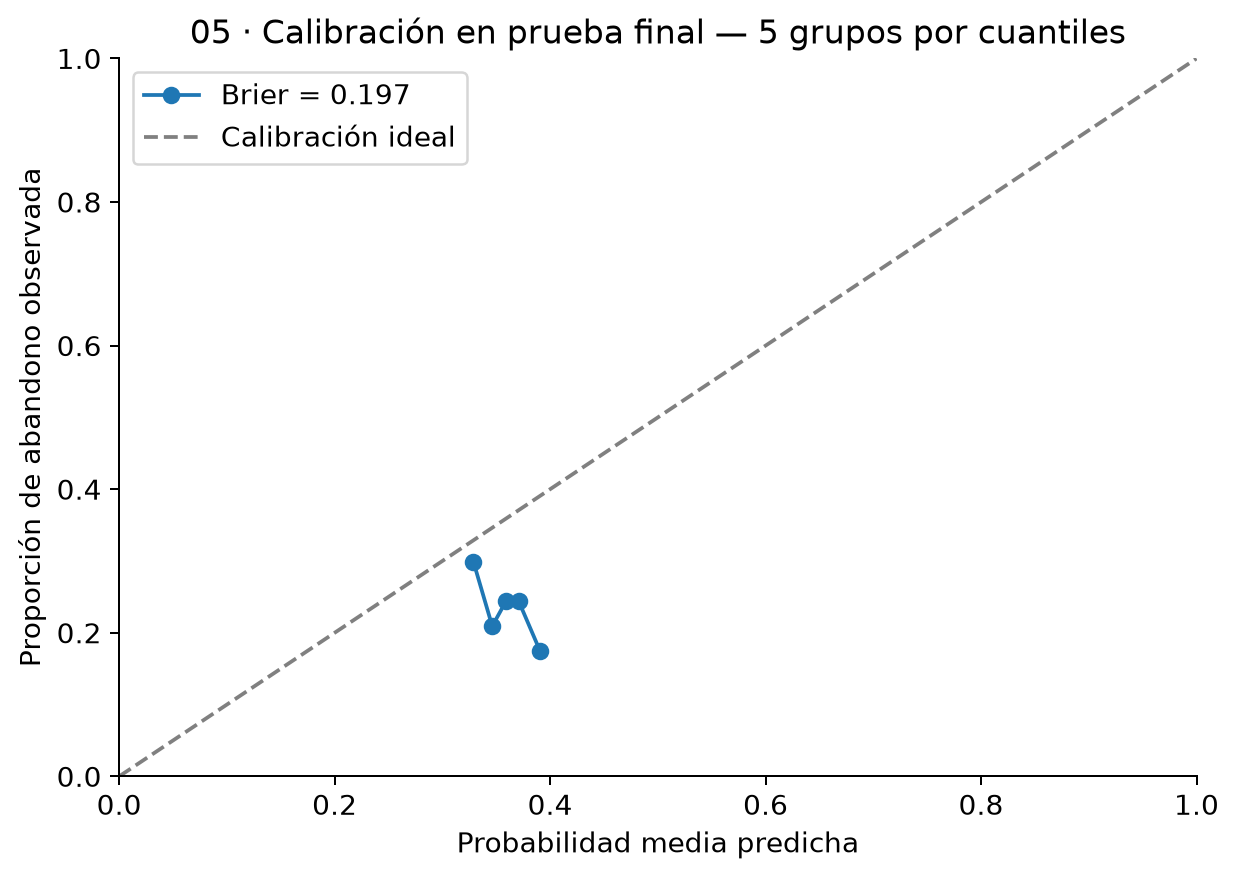 05 · Calibración en prueba final — 5 grupos por cuantiles
Brier = 0.197
Calibración ideal
Proporción de abandono observada
1.0
0.8
0.6
0.4
0.2
0.0
0.0 0.2 0.4 0.6 0.8 1.0
Probabilidad media predicha